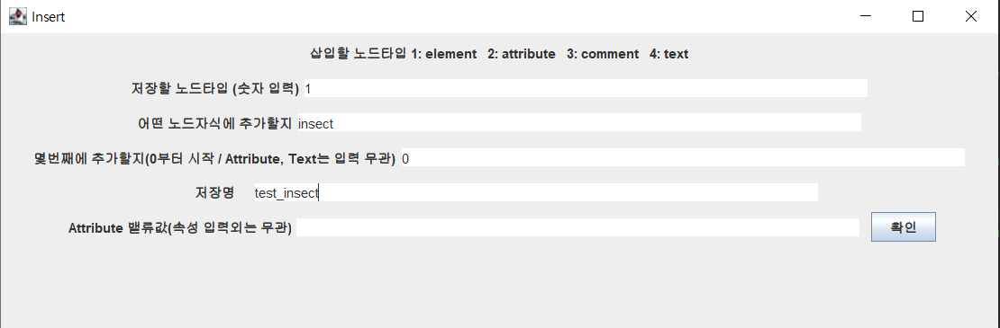 Insert
삽입할 노드타입 1: element 2: attribute 3: comment 4: text
저장할 노드타입 (숫자 입력) 1
어떤 노드자식에 추가할지 insect
몇번째에 추가할지(0부터 시작 / Attribute, Text는 입력 무관) 0
저장명 test_insect
Attribute 밸류값(속성 입력외는 무관) 확인